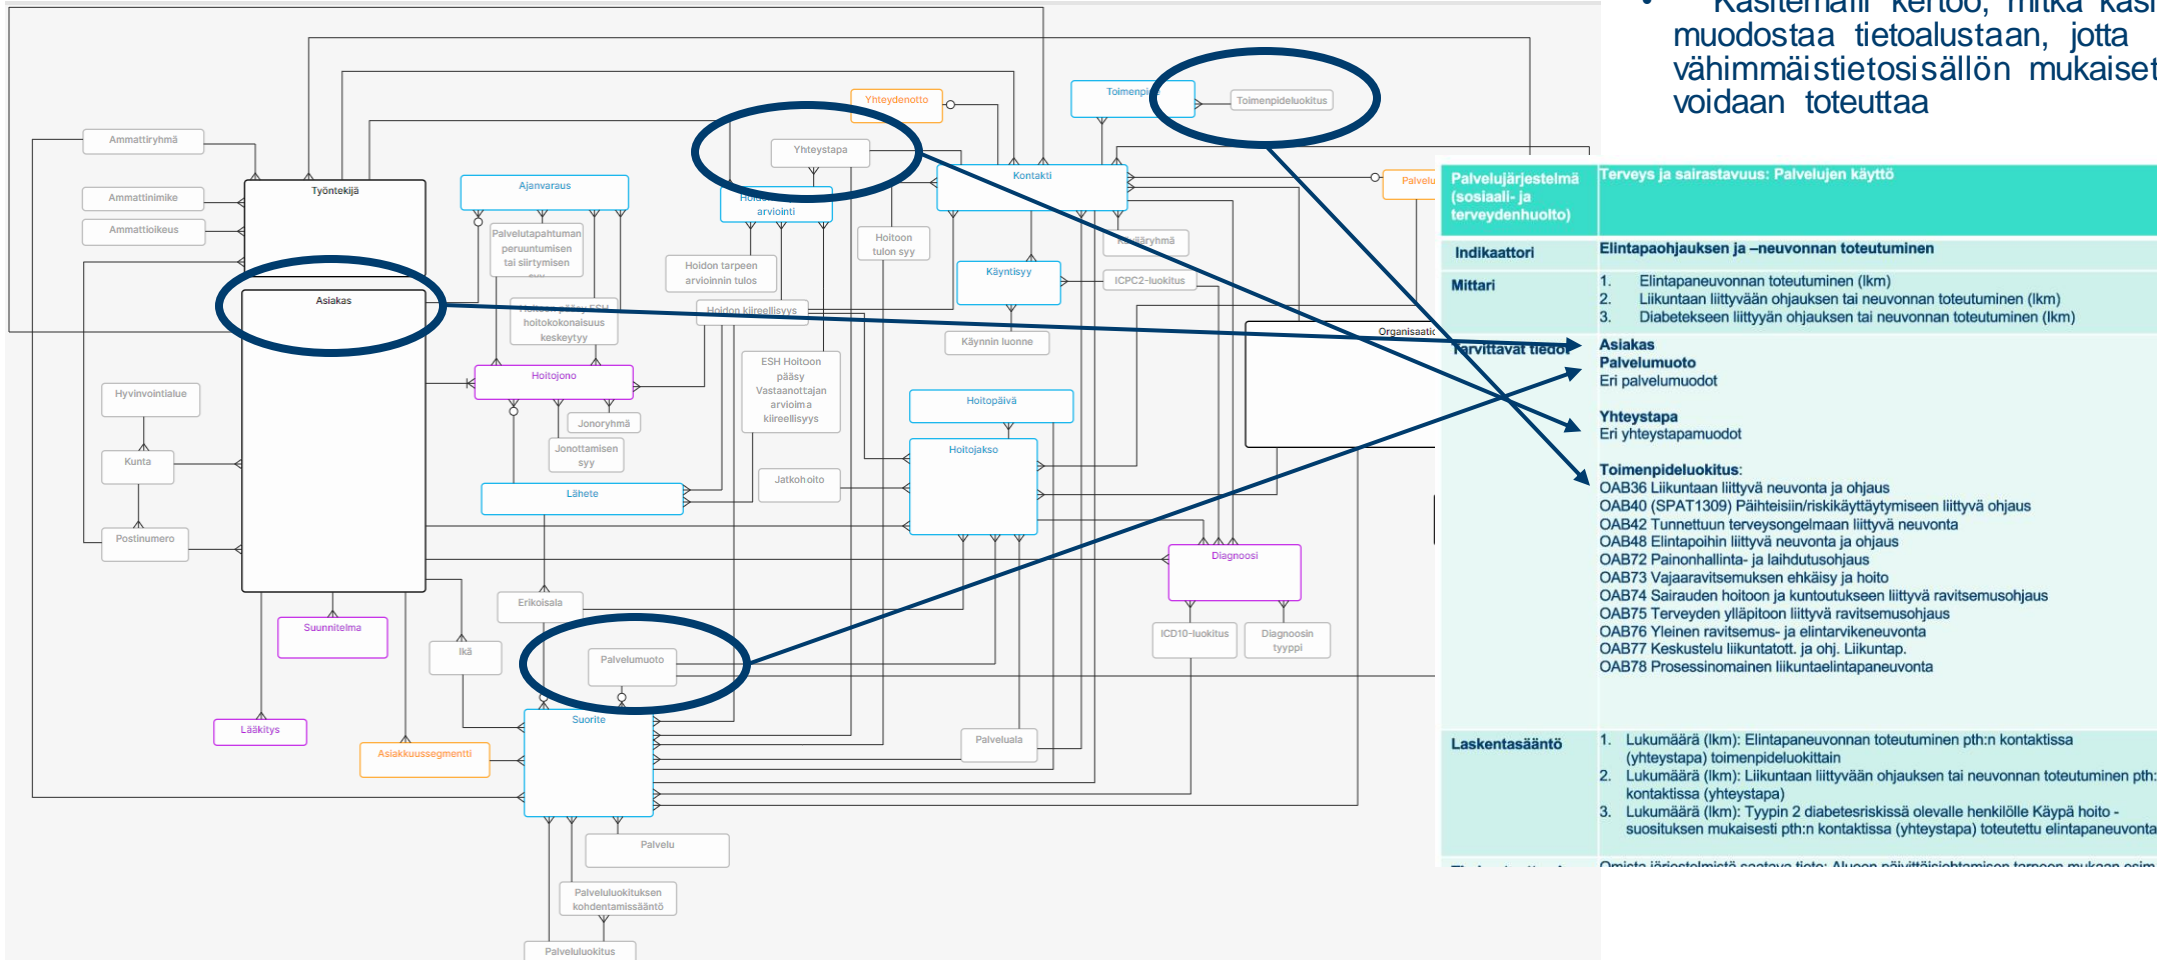 • Käsitemalli kertoo, mitkä
muodostaa tietoalustaan, jotta
vähimmäistietosisällön mukaiset
voidaan toteuttaa
Yhteydenotto
Toimenpideluokitus
Ammattiryhmä
Yhteystapa
Kontakti
Työntekijä
Ajanvaraus
Ammattinimike
Ammattioikeus
arviointi
Palvelutapahtuman
peruuntumisen
tai siirtymisen
Hoitoon
tulon syy
Hoidon tarpeen
arvioinnin tulos
Käyntisyy
ICPC2-luokitus
Asiakas
Hoidon kiireellisyys
hoitokokonaisuus
keskeytyy
Käynnin luonne
ESH Hoitoon
pääsy
Vastaanottajan
arvioima
kiireellisyys
Hoitojono
Jonoryhmä
Jonottamisen
syy
Hyvinvointialue
Kunta
Postinumero
Hoitopäivä
Hoitojakso
Jatkohoito
Lähete
Diagnoosi
Erikoisala
ICD10-luokitus
Diagnoosin
tyyppi
Suunnitelma
Ikä
Palvelumuoto
Suorite
Lääkitys
Asiakkuussegmentti
Palveluala
Palvelu
Palveluluokituksen
kohdentamissääntö
Palveluluokitus
Palvelujärjestelmä
(sosiaali- ja
terveydenhuolto)
Terveys ja sairastavuus: Palvelujen käyttö
Indikaattori
Elintapaohjauksen ja –neuvonnan toteutuminen
Mittari
1. Elintapaneuvonnan toteutuminen (lkm)
2. Liikuntaan liittyvään ohjauksen tai neuvonnan toteutuminen (lkm)
3. Diabetekseen liittyyän ohjauksen tai neuvonnan toteutuminen (lkm)
Tarvittavat tiedot
Asiakas
Palvelumuoto
Eri palvelumuodot
Yhteystapa
Eri yhteystapamuodot
Toimenpideluokitus:
OAB36 Liikuntaan liittyvä neuvonta ja ohjaus
OAB40 (SPAT1309) Päihteisiin/riskikäyttäytymiseen liittyvä ohjaus
OAB42 Tunnettuun terveysongelmaan liittyvä neuvonta
OAB48 Elintapoihin liittyvä neuvonta ja ohjaus
OAB72 Painonhallinta- ja laihdutusohjaus
OAB73 Vajaaravitsemuksen ehkäisy ja hoito
OAB74 Sairauden hoitoon ja kuntoutukseen liittyvä ravitsemusohjaus
OAB75 Terveyden ylläpitoon liittyvä ravitsemusohjaus
OAB76 Yleinen ravitsemus- ja elintarvikeneuvonta
OAB77 Keskustelu liikuntatott. ja ohj. Liikuntap.
OAB78 Prosessinomainen liikuntaelintapaneuvonta
Laskentasääntö
1. Lukumäärä (lkm): Elintapaneuvonnan toteutuminen pth:n kontaktissa
(yhteystapa) toimenpideluokittain
2. Lukumäärä (lkm): Liikuntaan liittyvään ohjauksen tai neuvonnan toteutuminen pth:
kontaktissa (yhteystapa)
3. Lukumäärä (lkm): Tyypin 2 diabetesriskissä olevalle henkilölle Käypä hoito -
suosituksen mukaisesti pth:n kontaktissa (yhteystapa) toteutettu elintapaneuvonta